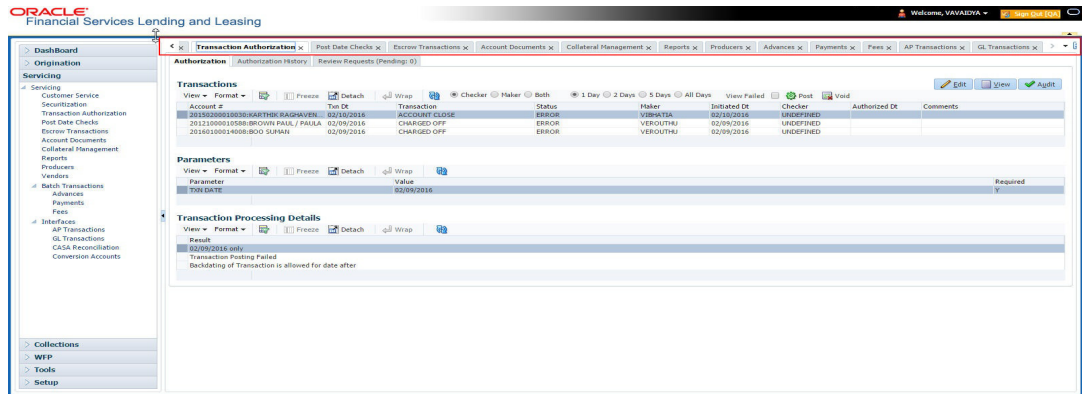 ORACLE®
Financial Services Lending and Leasing
Welcome, VAVAIDYA
Sign Out [QA]
Transaction Authorization x Post Date Checks x Escrow Transactions x Account Documents x Collateral Management x Reports x Producers x Advances x Payments x Fees x AP Transactions x GL Transactions x
DashBoard
Origination
Servicing
Servicing
Customer Service
Securitization
Transaction Authorization
Post Date Checks
Escrow Transactions
Account Documents
Collateral Management
Reports
Producers
Vendors
Batch Transactions
Advances
Payments
Fees
Interfaces
AP Transactions
GL Transactions
CASA Reconciliation
Conversion Accounts
Collections
WFP
Tools
Setup
Authorization Authorization History Review Requests (Pending: 0)
Transactions
Edit View Audit
View Format Freeze Detach Wrap Checker Maker Both 1 Day 2 Days 5 Days All Days View Failed Post Void
Account # Txn Dt Transaction Status Maker Initiated Dt Checker Authorized Dt Comments
20150200010030:KARTHIK RAGHAVEN... 02/10/2016 ACCOUNT CLOSE ERROR VIBHATIA 02/10/2016 UNDEFINED
20121000010588:BROWN PAUL / PAULA 02/09/2016 CHARGED OFF ERROR VEROUTHU 02/09/2016 UNDEFINED
20160100014008:BOO SUMAN 02/09/2016 CHARGED OFF ERROR VEROUTHU 02/09/2016 UNDEFINED
Parameters
View Format Freeze Detach Wrap
Parameter Value Required
TXN DATE 02/09/2016 Y
Transaction Processing Details
View Format Freeze Detach Wrap
Result
02/09/2016 only
Transaction Posting Failed
Backdating of Transaction is allowed for date after